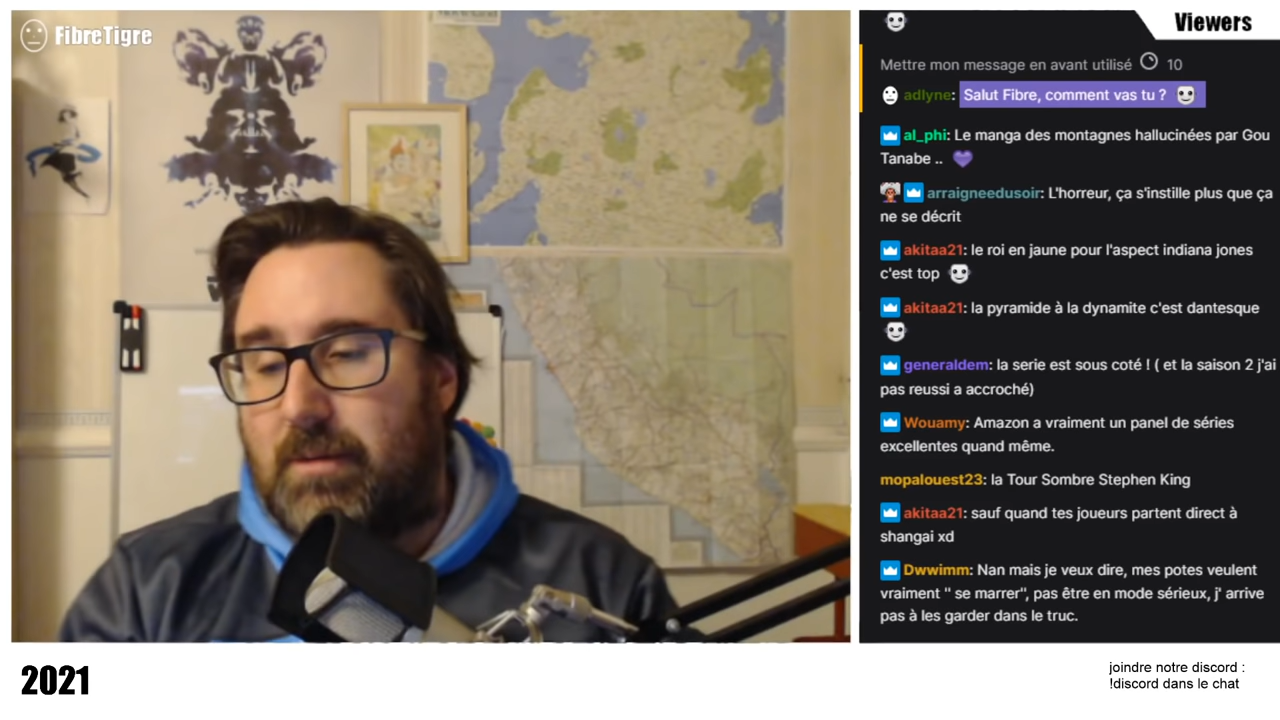 FibreTigre
Viewers
Mettre mon message en avant utilisé 10
adlyne: Salut Fibre, comment vas tu ?
al_phi: Le manga des montagnes hallucinées par Gou
Tanabe ..
arraigneedusoir: L'horreur, ça s'instille plus que ça
ne se décrit
akitaa21: le roi en jaune pour l'aspect indiana jones
c'est top
akitaa21: la pyramide à la dynamite c'est dantesque
generaldem: la serie est sous coté ! ( et la saison 2 j'ai
pas reussi a accroché)
Wouamy: Amazon a vraiment un panel de séries
excellentes quand même.
mopalouest23: la Tour Sombre Stephen King
akitaa21: sauf quand tes joueurs partent direct à
shangai xd
Dwwimm: Nan mais je veux dire, mes potes veulent
vraiment " se marrer", pas être en mode sérieux, j' arrive
pas à les garder dans le truc.
2021
joindre notre discord :
!discord dans le chat